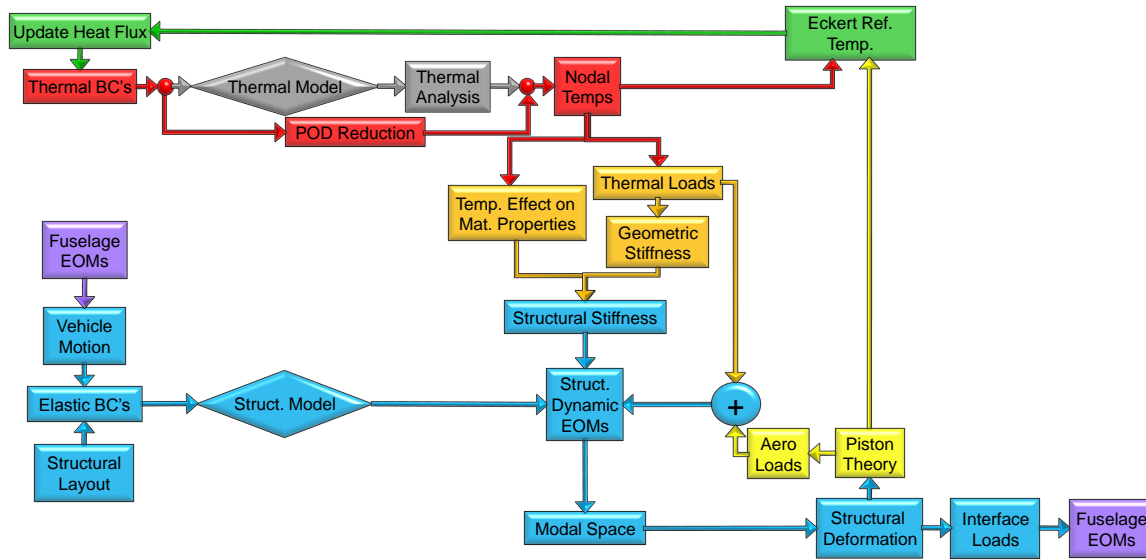 Update Heat Flux
Eckert Ref.
Temp.
Thermal BC's
Thermal Model
Thermal
Analysis
Nodal
Temps
POD Reduction
Temp. Effect on
Mat. Properties
Thermal Loads
Geometric
Stiffness
Fuselage
EOMs
Structural Stiffness
Vehicle
Motion
Elastic BC's
Struct. Model
Struct.
Dynamic
EOMs
+
Structural
Layout
Aero
Loads
Piston
Theory
Modal Space
Structural
Deformation
Interface
Loads
Fuselage
EOMs